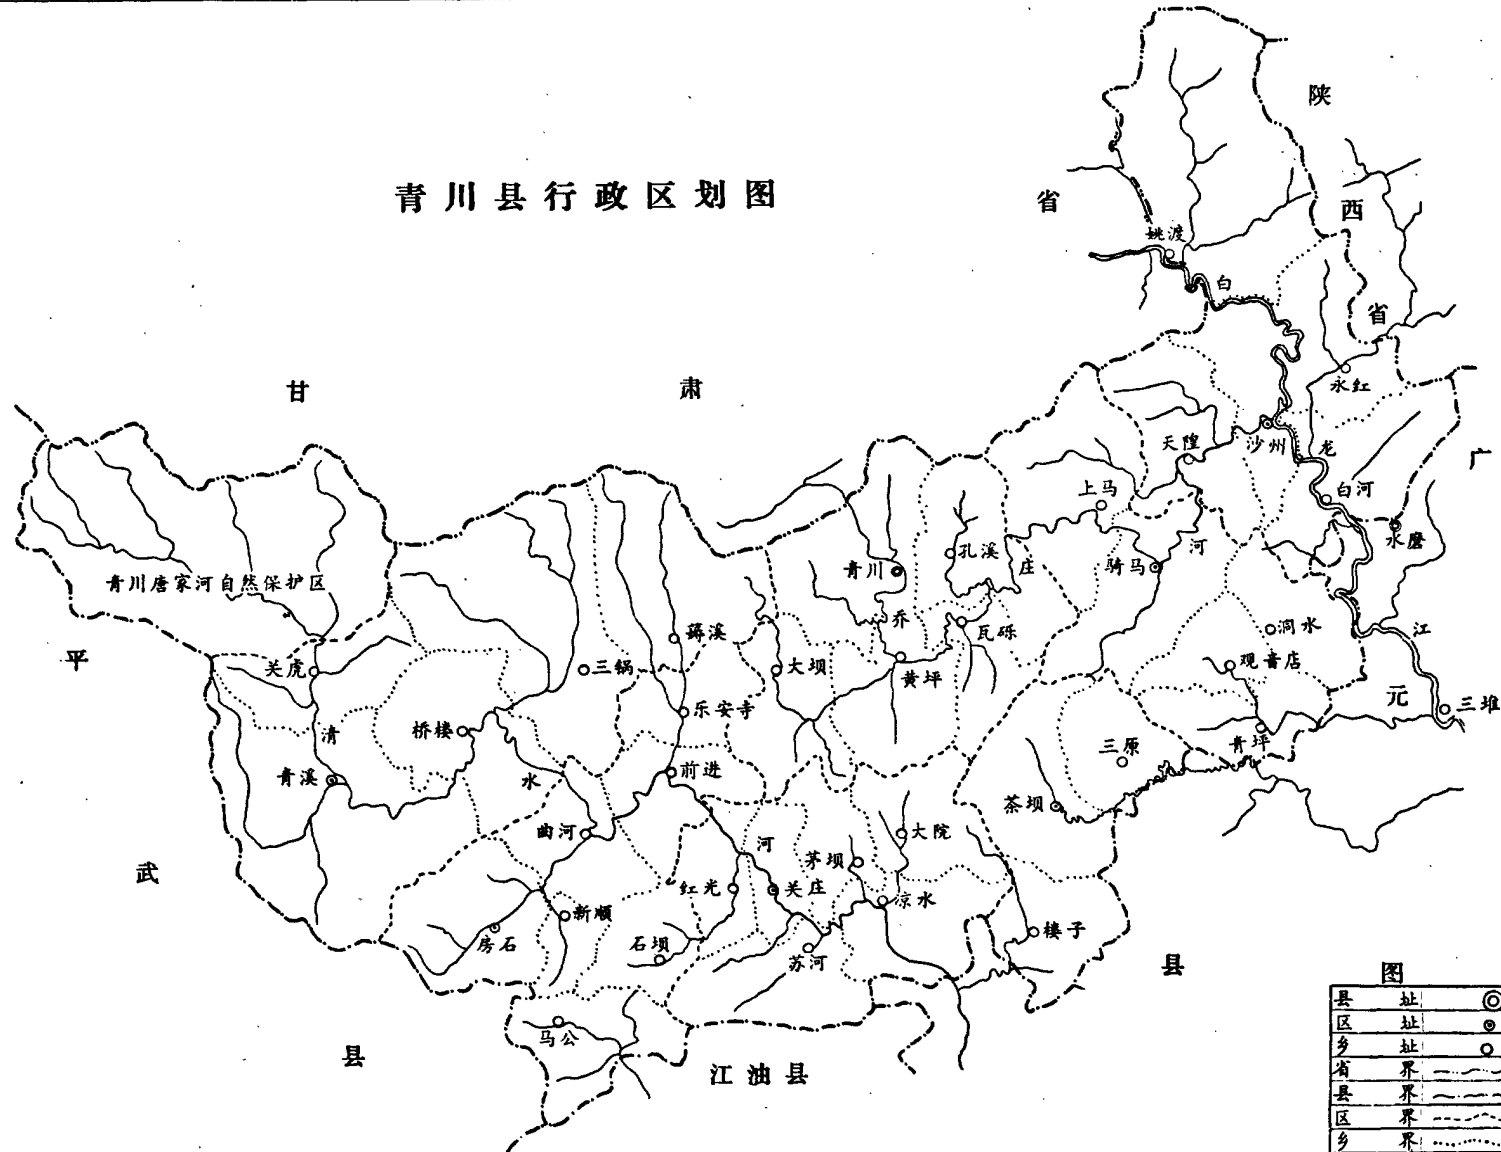 陕
青川县行政区划图
省
西
姚渡
白
省
甘
肃
永红
天隍
沙州
龙
广
上马
白河
水磨
青川
孔溪
庄
骑马
河
青川唐家河自然保护区
乔
蒋溪
瓦砾
洞水
江
平
关虎
三锅
大坝
黄坪
观音店
元
三堆
乐安寺
清
桥楼
三原
青坪
青溪
水
前进
茶坝
曲河
河
大院
茅坝
武
红光
关庄
凉水
新顺
楼子
房石
石坝
苏河
县
图
马公
县
江油县
县址
区址
乡址
省界
县界
区界
乡界